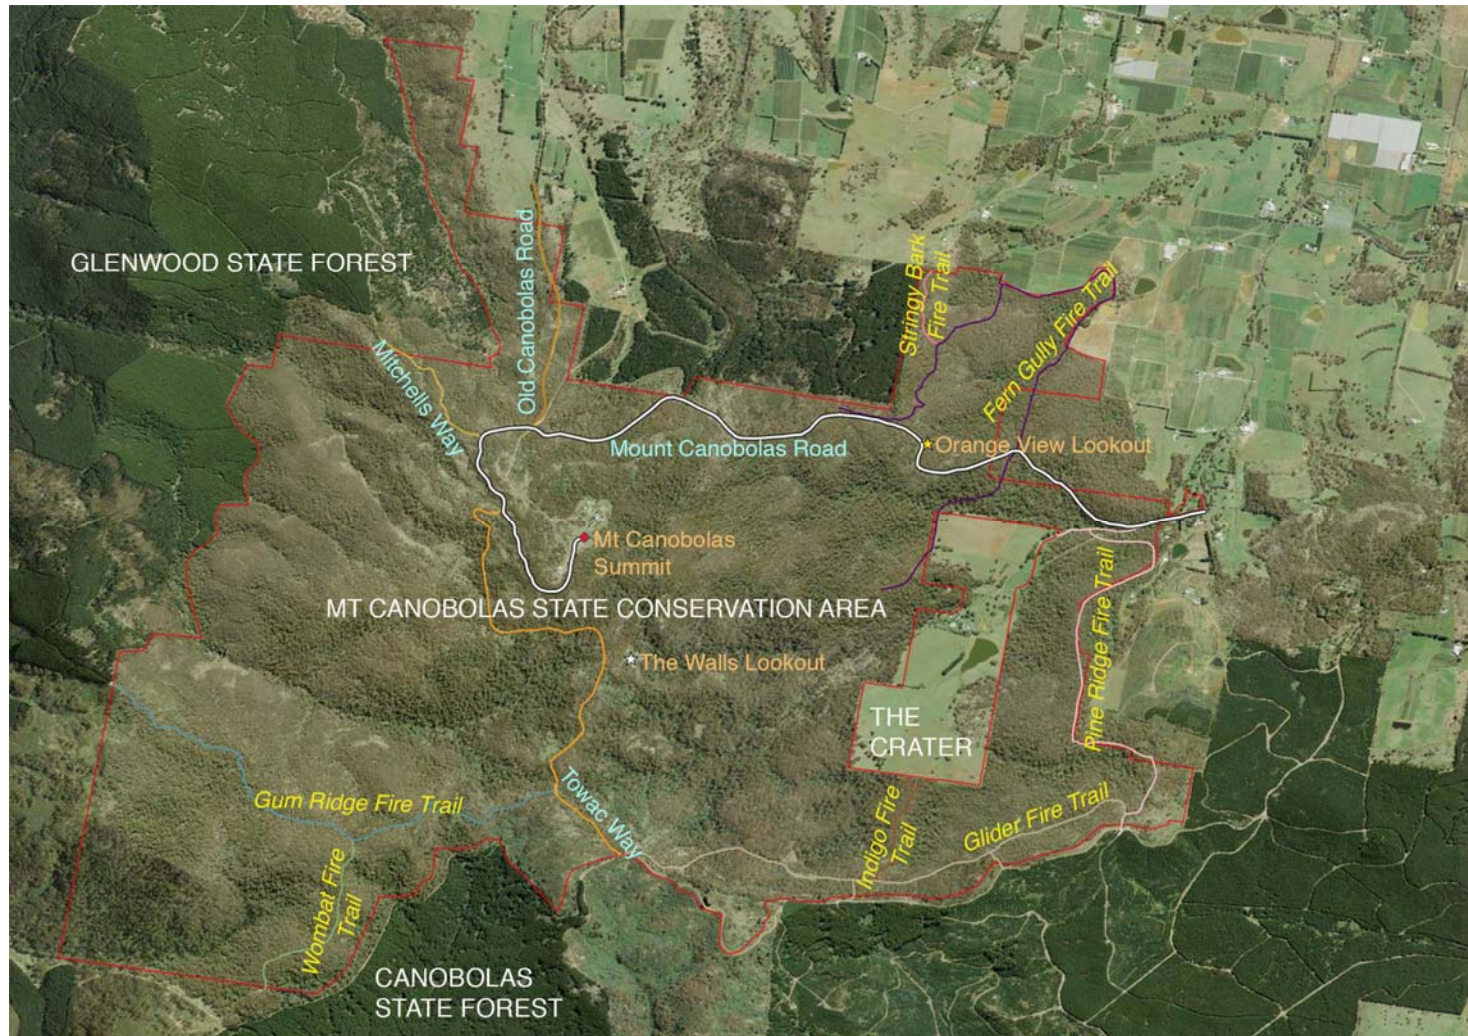 GLENWOOD STATE FOREST
Mitchells Way
Old Canobolas Road
Stringy Bark
Fire Trail
Fern Gully Fire Trail
Mount Canobolas Road
Orange View Lookout
Mt Canobolas
Summit
MT CANOBOLAS STATE CONSERVATION AREA
The Walls Lookout
Pine Ridge Fire Trail
THE
CRATER
Gum Ridge Fire Trail
Towac Way
Indigo Fire
Trail
Glider Fire Trail
Wombat Fire
Trail
CANOBOLAS
STATE FOREST